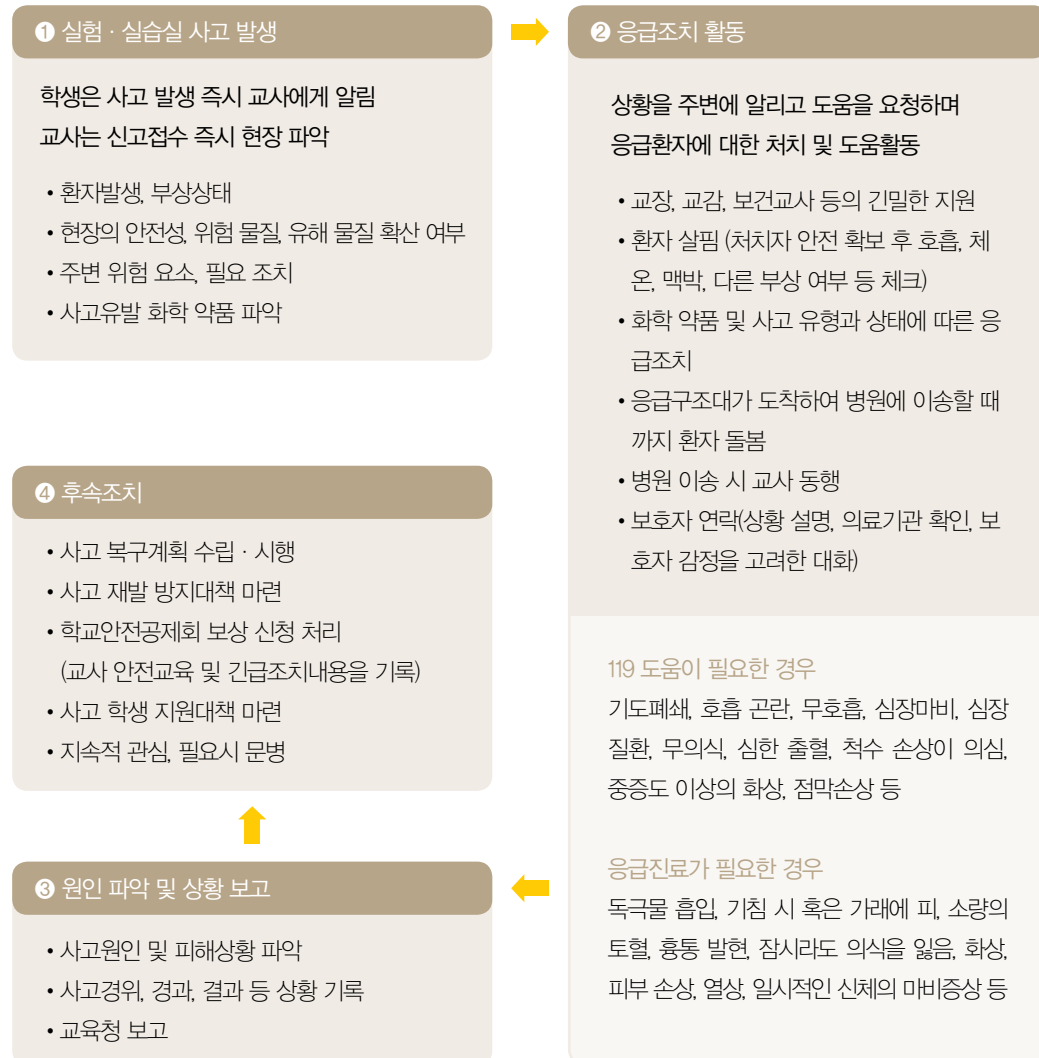 ❶ 실험 · 실습실 사고 발생
학생은 사고 발생 즉시 교사에게 알림
교사는 신고접수 즉시 현장 파악
• 환자발생, 부상상태
• 현장의 안전성, 위험 물질, 유해 물질 확산 여부
• 주변 위험 요소, 필요 조치
• 사고유발 화학 약품 파악
❷ 응급조치 활동
상황을 주변에 알리고 도움을 요청하며
응급환자에 대한 처치 및 도움활동
• 교장, 교감, 보건교사 등의 긴밀한 지원
• 환자 살핌 (처치자 안전 확보 후 호흡, 체
온, 맥박, 다른 부상 여부 등 체크)
• 화학 약품 및 사고 유형과 상태에 따른 응
급조치
• 응급구조대가 도착하여 병원에 이송할 때
까지 환자 돌봄
• 병원 이송 시 교사 동행
• 보호자 연락(상황 설명, 의료기관 확인, 보
호자 감정을 고려한 대화)
119 도움이 필요한 경우
기도폐쇄, 호흡 곤란, 무호흡, 심장마비, 심장
질환, 무의식, 심한 출혈, 척수 손상이 의심,
중증도 이상의 화상, 점막손상 등
응급진료가 필요한 경우
독극물 흡입, 기침 시 혹은 가래에 피, 소량의
토혈, 흉통 발현, 잠시라도 의식을 잃음, 화상,
피부 손상, 열상, 일시적인 신체의 마비증상 등
❸ 원인 파악 및 상황 보고
• 사고원인 및 피해상황 파악
• 사고경위, 경과, 결과 등 상황 기록
• 교육청 보고
❹ 후속조치
• 사고 복구계획 수립 · 시행
• 사고 재발 방지대책 마련
• 학교안전공제회 보상 신청 처리
(교사 안전교육 및 긴급조치내용을 기록)
• 사고 학생 지원대책 마련
• 지속적 관심, 필요시 문병